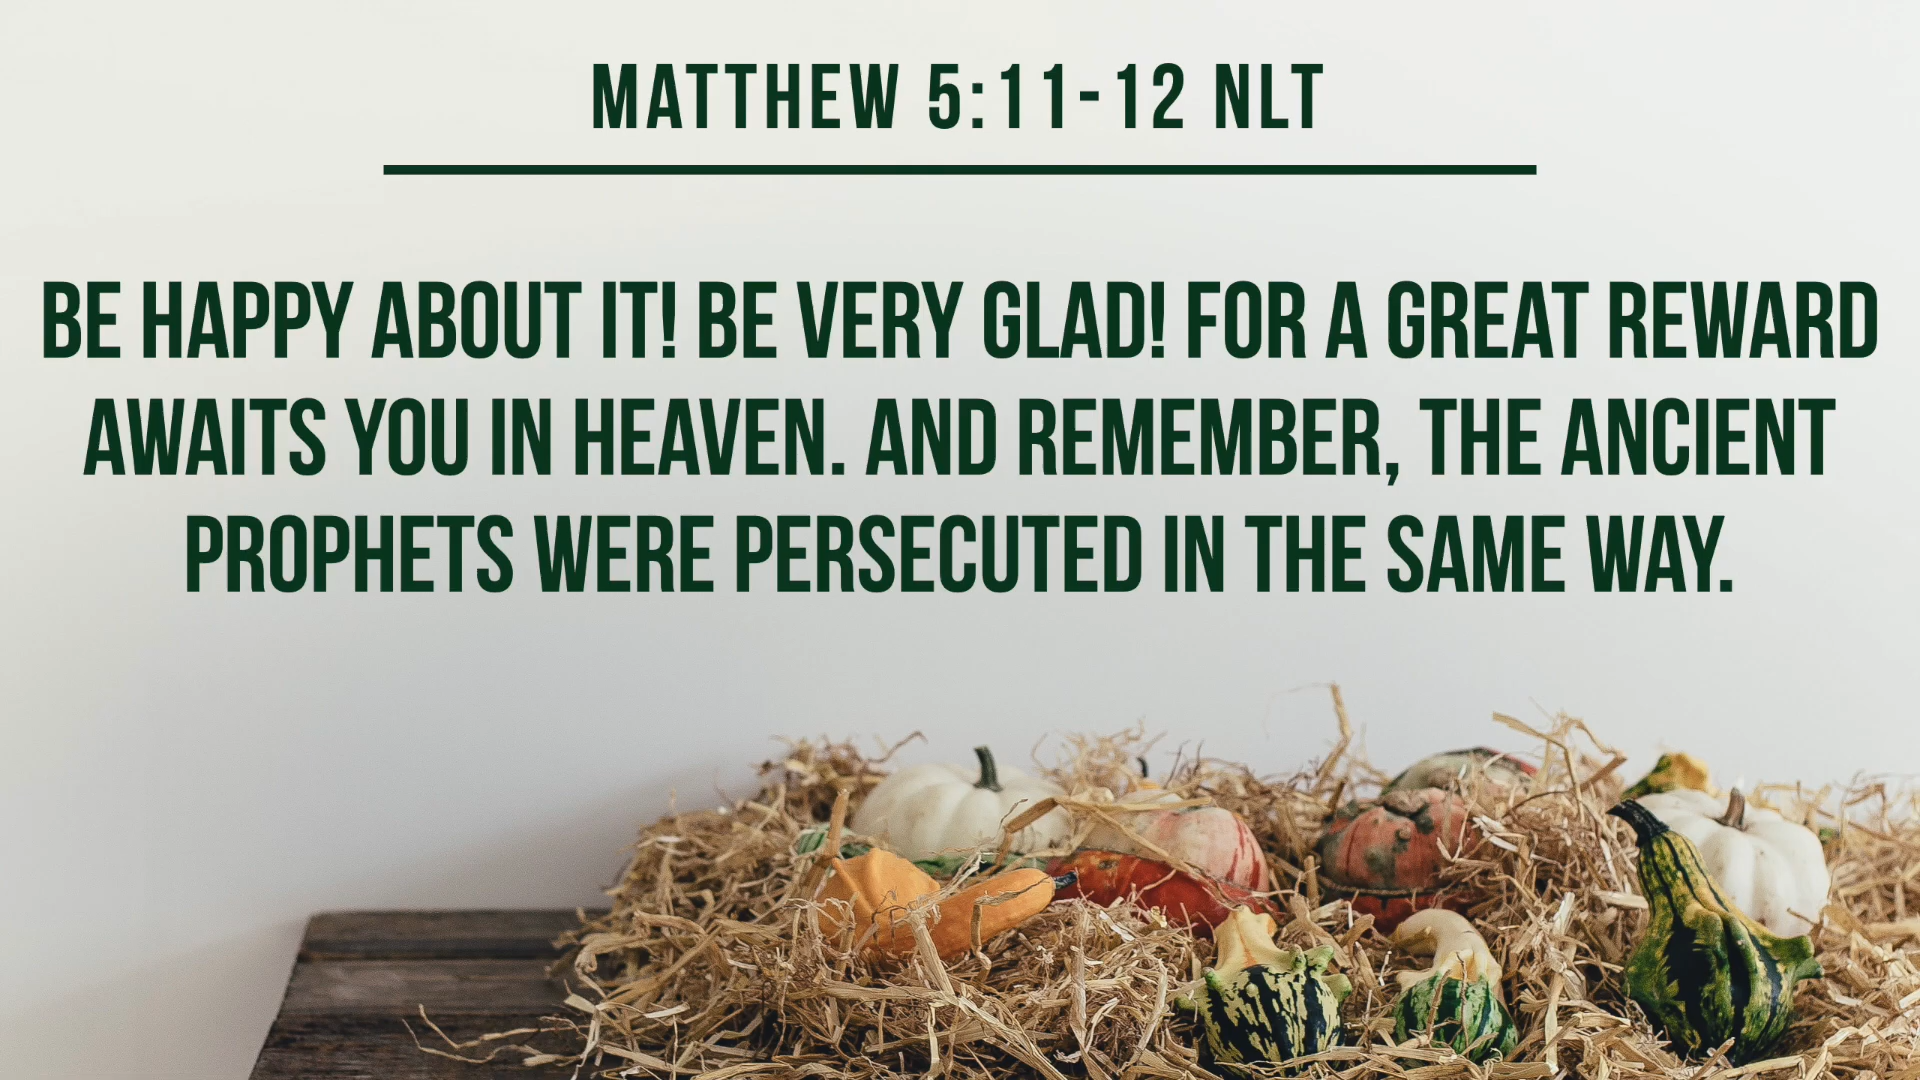 MATTHEW 5:11-12 NLT
BE HAPPY ABOUT IT! BE VERY GLAD! FOR A GREAT REWARD
AWAITS YOU IN HEAVEN. AND REMEMBER, THE ANCIENT
PROPHETS WERE PERSECUTED IN THE SAME WAY.